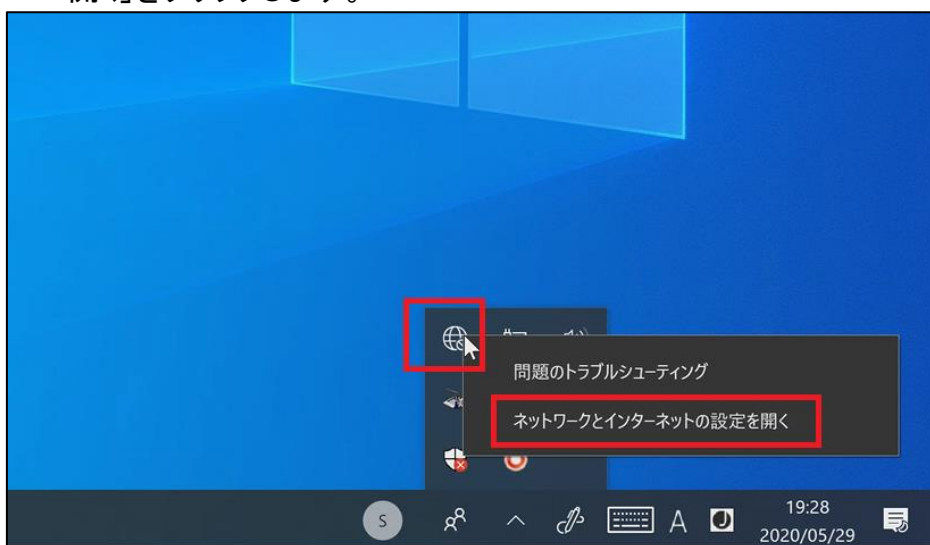 開く」をクリックします。
問題のトラブルシューティング
ネットワークとインターネットの設定を開く
S
A
19:28
2020/05/29